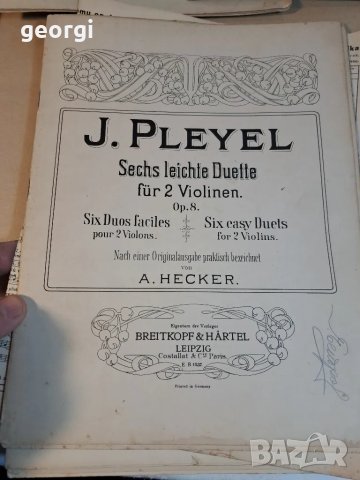 georgi
J. PLEYEL
Sechs leichte Duette
für 2 Violinen.
Op. 8.
Six Duos faciles
pour 2 Violons.
Six easy Duets
for 2 Violins.
Nach einer Originalausgabe praktisch bezeichnet
von
A. HECKER.
Eigentum der Verleger
BREITKOPF & HÄRTEL
LEIPZIG
Costallat & Cie Paris.
Printed in Germany
BAZAR